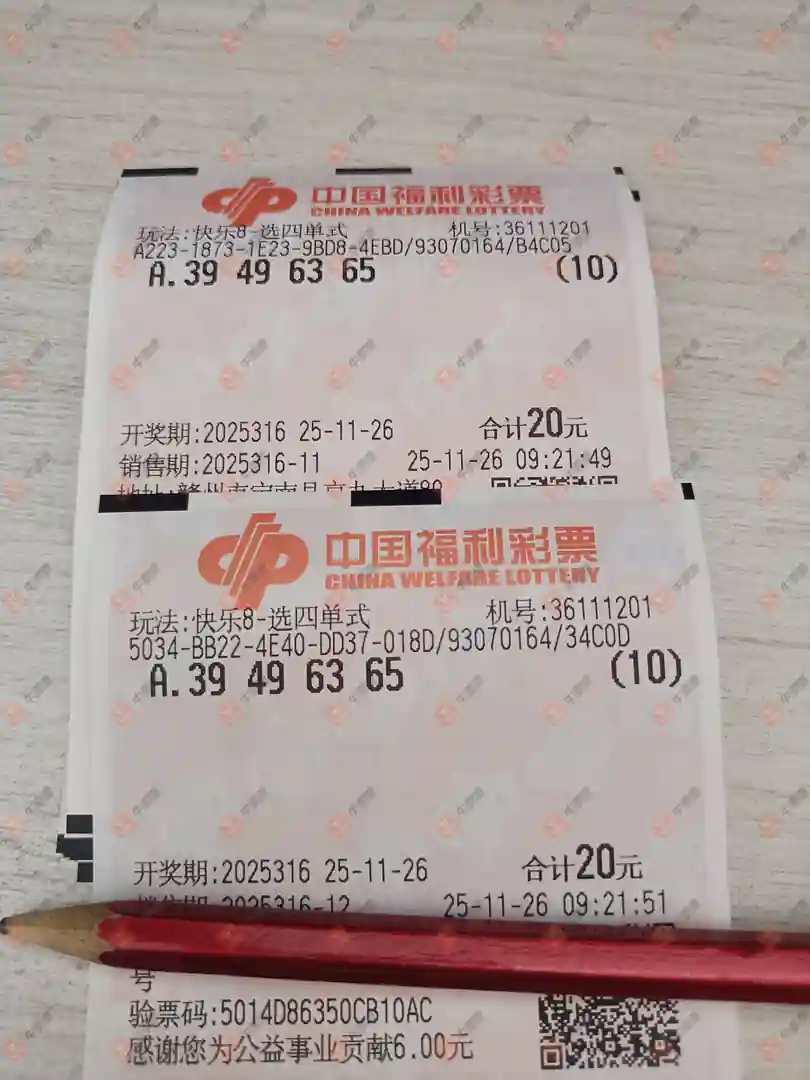 中国福利彩票
CHINA WELFARE LOTTERY
玩法:快乐8-选四单式 机号:36111201
A223-1873-1E23-9BD8-4EBD/93070164/B4C05
A.39 49 63 65 (10)
开奖期:2025316 25-11-26 合计20元
销售期:2025316-11 25-11-26 09:21:49
中国福利彩票
CHINA WELFARE LOTTERY
玩法:快乐8-选四单式 机号:36111201
5034-BB22-4E40-DD37-018D/93070164/34C0D
A.39 49 63 65 (10)
开奖期:2025316 25-11-26 合计20元
销售期:2025316-12 25-11-26 09:21:51
号
验票码:5014D86350CB10AC
感谢您为公益事业贡献6.00元